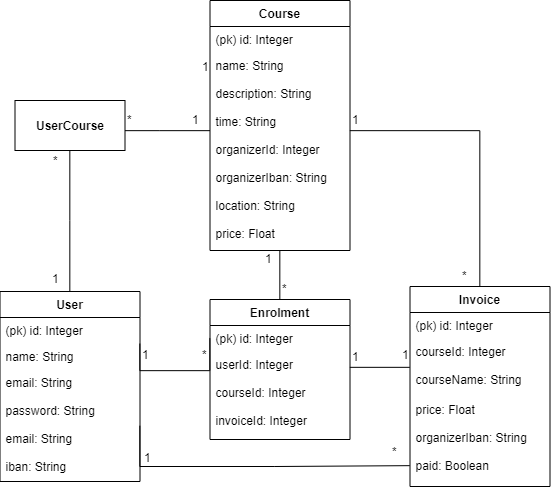 Course
(pk) id: Integer
name: String
description: String
time: String
organizerId: Integer
organizerIban: String
location: String
price: Float
1
UserCourse
*
1
*
1
1
*
1
*
User
(pk) id: Integer
name: String
email: String
password: String
email: String
iban: String
1
*
Enrolment
(pk) id: Integer
userId: Integer
courseId: Integer
invoiceId: Integer
1
1
Invoice
(pk) id: Integer
courseId: Integer
courseName: String
price: Float
organizerIban: String
paid: Boolean
1
*